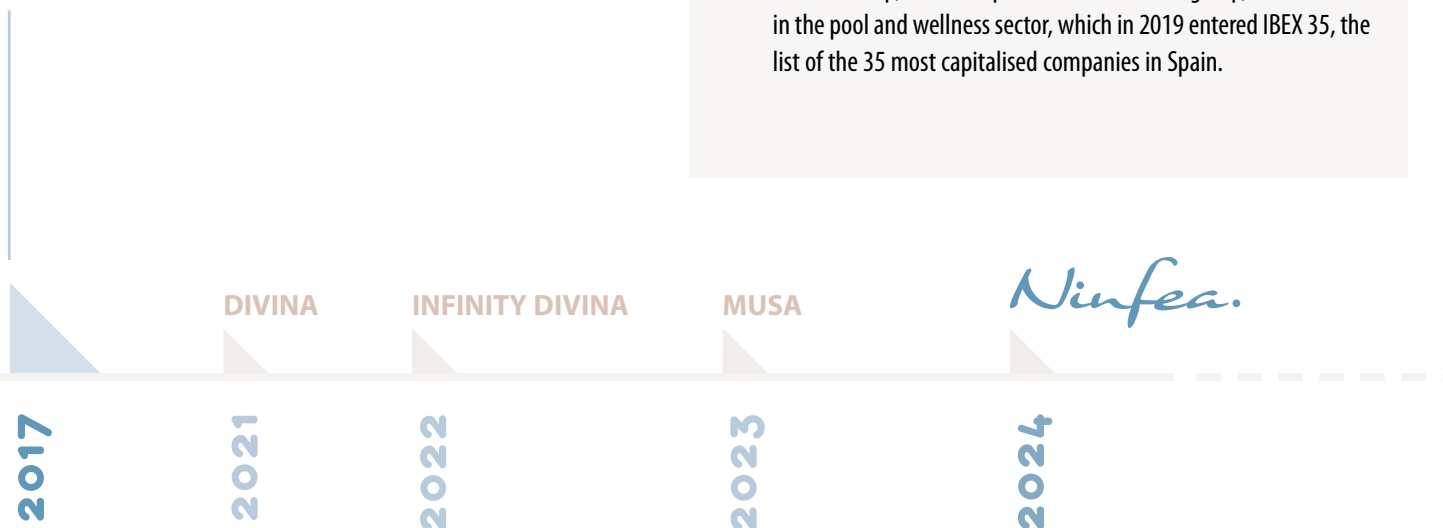 in the pool and wellness sector, which in 2019 entered IBEX 35, the
list of the 35 most capitalised companies in Spain.
DIVINA INFINITY DIVINA MUSA Ninfea.
2017 2021 2022 2023 2024